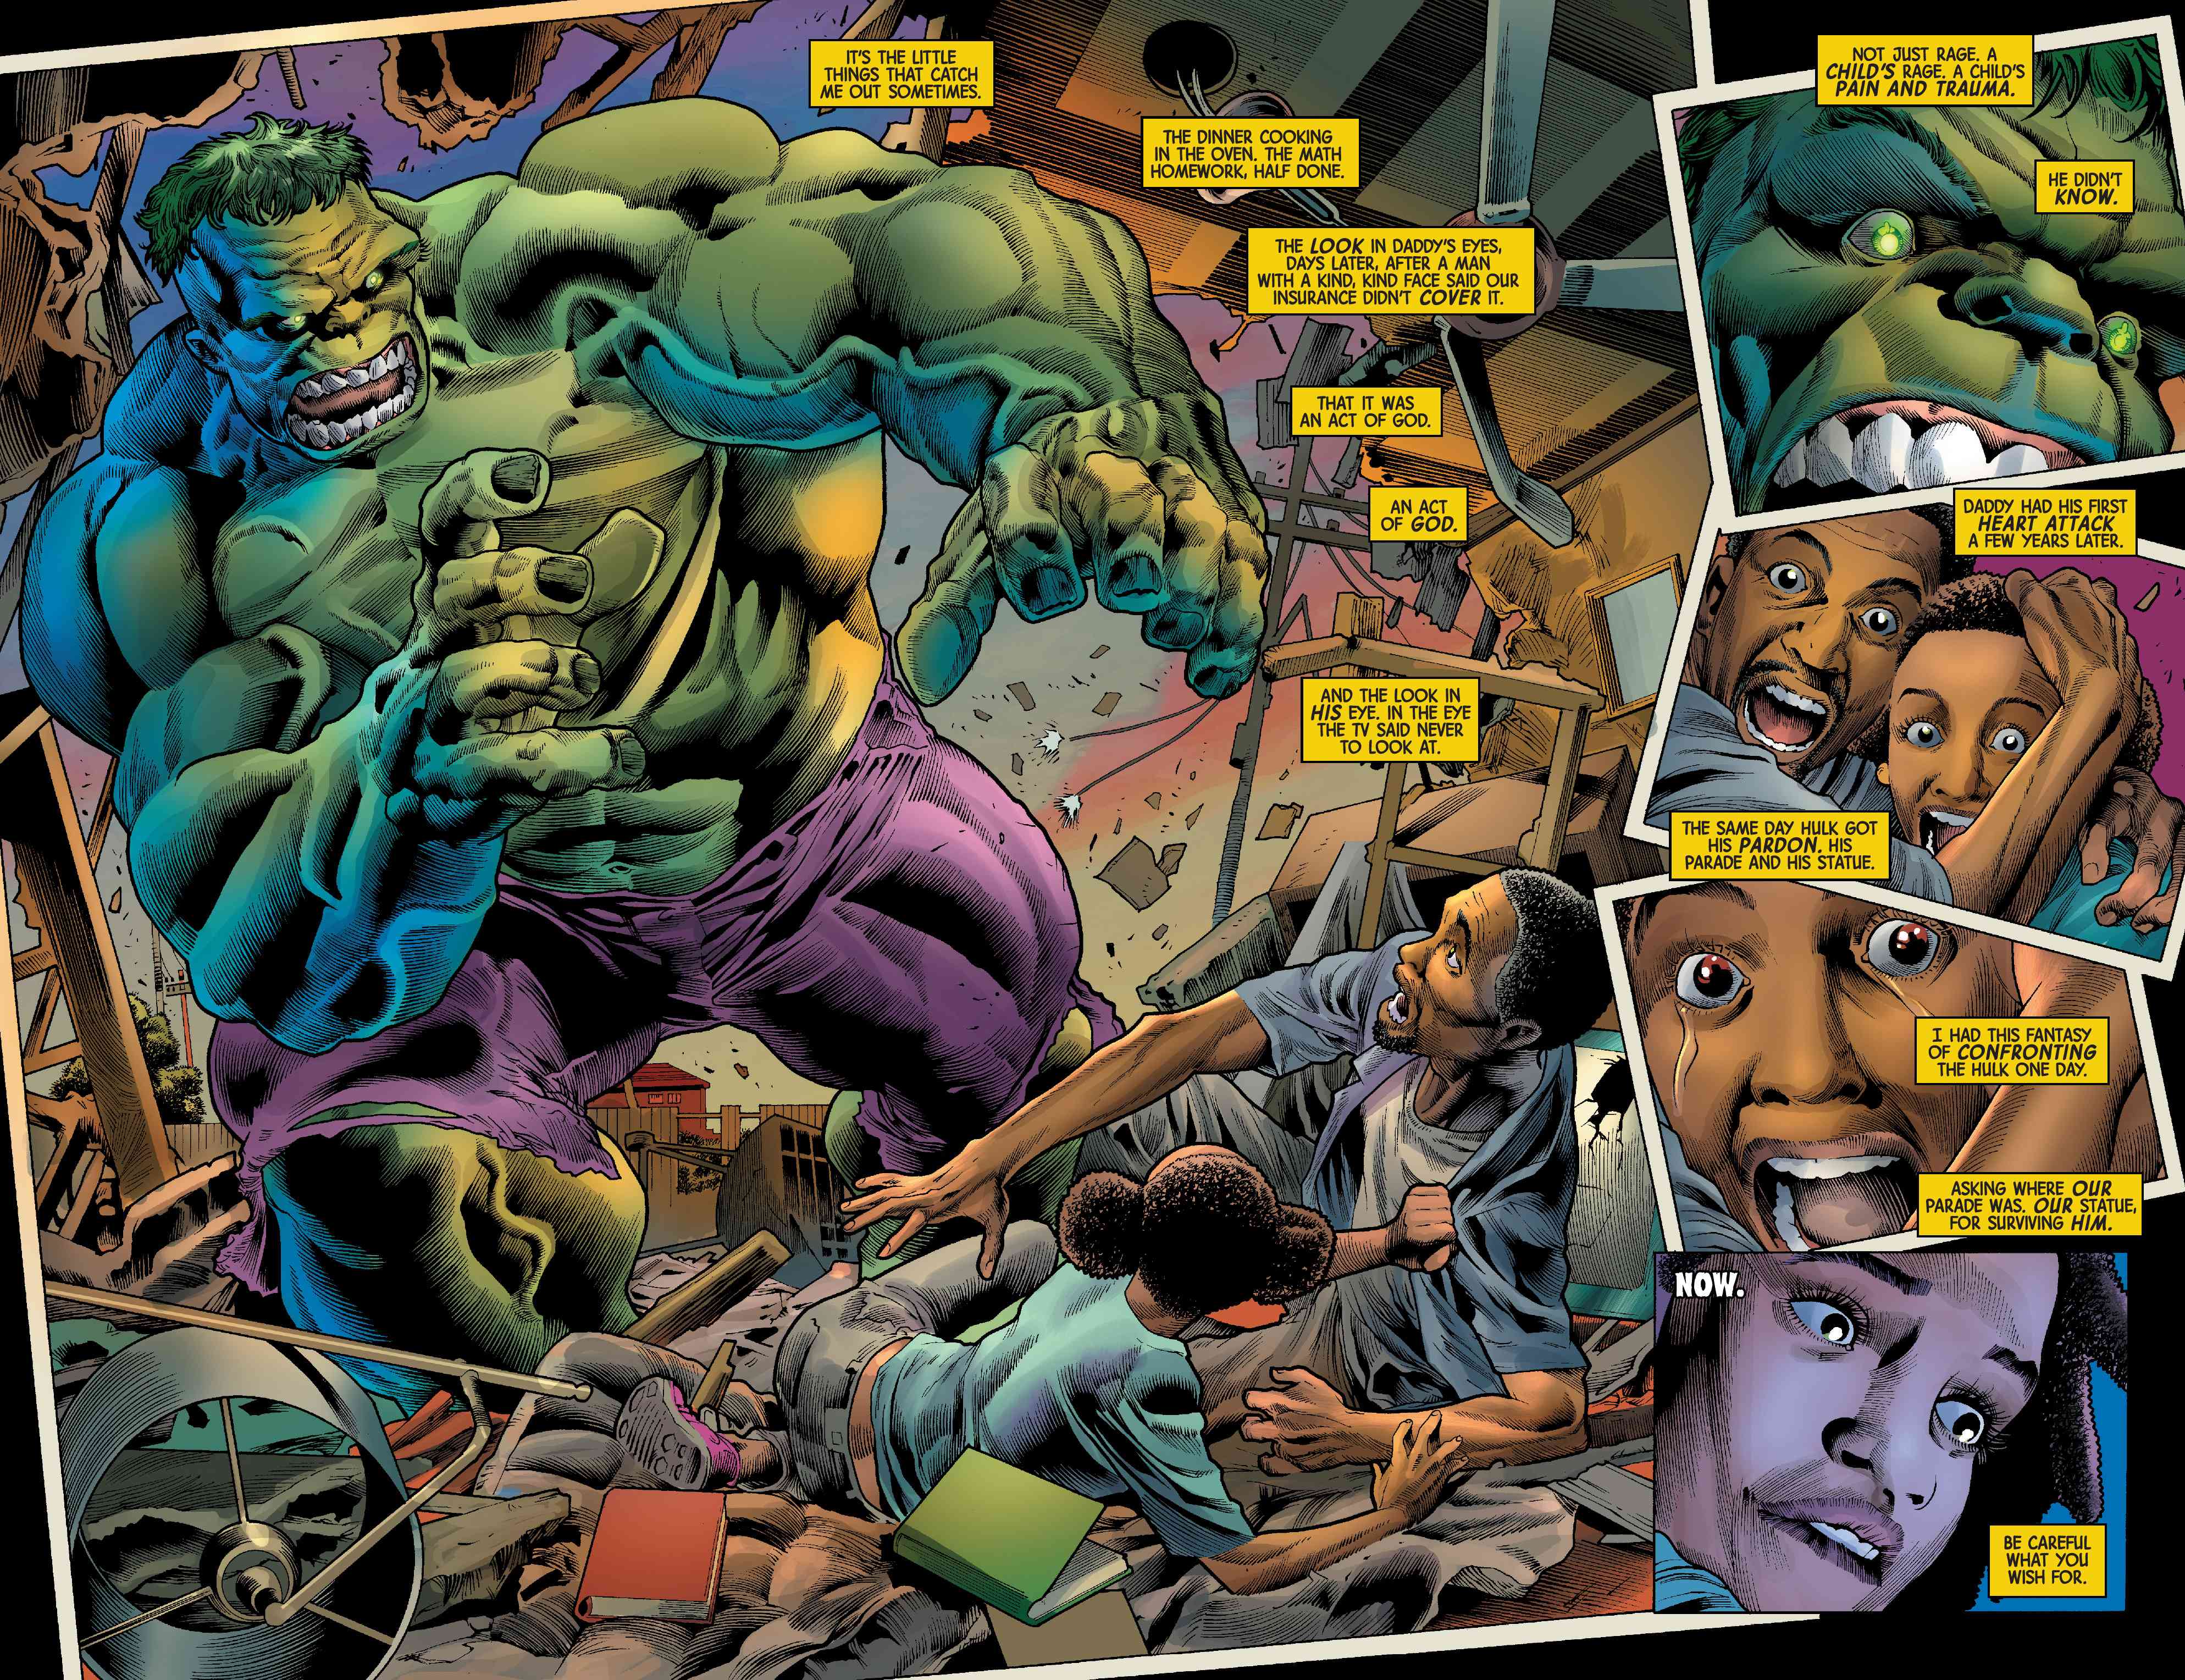 IT'S THE LITTLE
THINGS THAT CATCH
ME OUT SOMETIMES.
THE DINNER COOKING
IN THE OVEN. THE MATH
HOMEWORK, HALF DONE.
THE LOOK IN DADDY'S EYES,
DAYS LATER, AFTER A MAN
WITH A KIND, KIND FACE SAID OUR
INSURANCE DIDN'T COVER IT.
THAT IT WAS
AN ACT OF GOD.
AN ACT
OF GOD.
AND THE LOOK IN
HIS EYE. IN THE EYE
THE TV SAID NEVER
TO LOOK AT.
NOT JUST RAGE. A
CHILD'S RAGE. A CHILD'S
PAIN AND TRAUMA.
HE DIDN'T
KNOW.
DADDY HAD HIS FIRST
HEART ATTACK
A FEW YEARS LATER.
THE SAME DAY HULK GOT
HIS PARDON. HIS
PARADE AND HIS STATUE.
I HAD THIS FANTASY
OF CONFRONTING
THE HULK ONE DAY.
ASKING WHERE OUR
PARADE WAS. OUR STATUE,
FOR SURVIVING HIM.
NOW.
BE CAREFUL
WHAT YOU
WISH FOR.